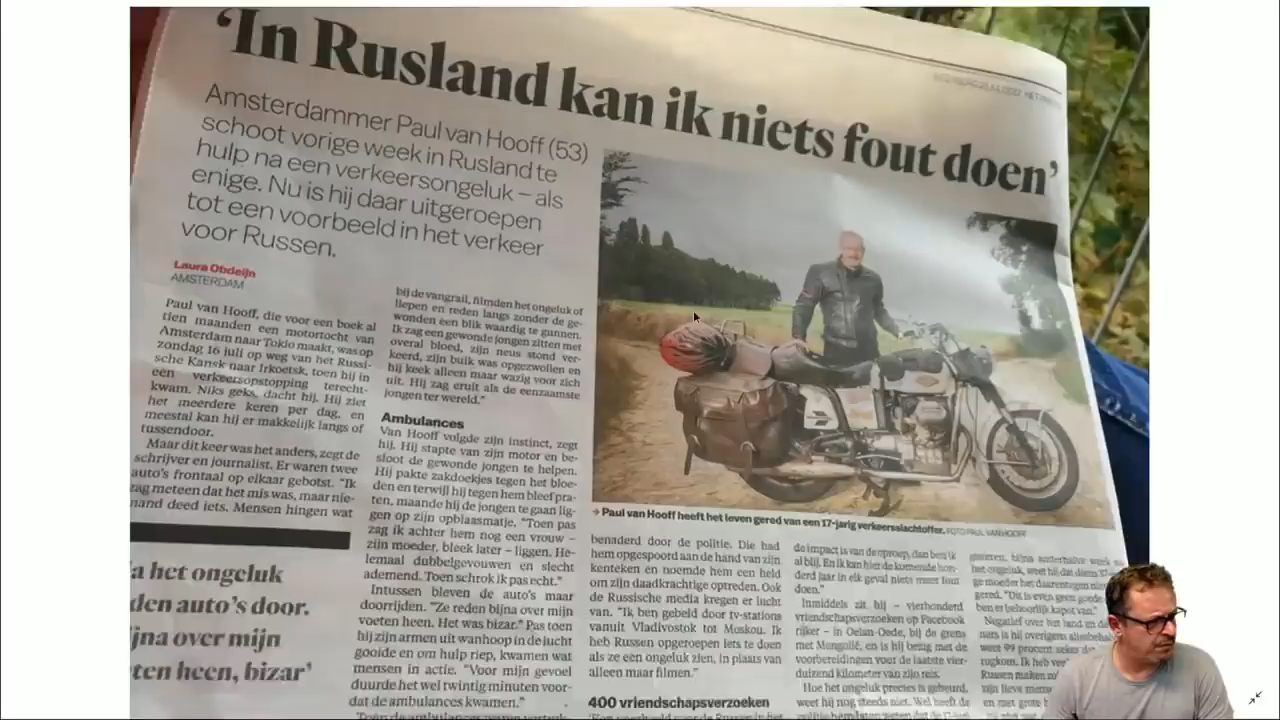 ‘In Rusland kan ik niets fout doen’
Amsterdammer Paul van Hooff (53)
schoot vorige week in Rusland te
hulp na een verkeersongeluk – als
enige. Nu is hij daar uitgeroepen
tot een voorbeeld in het verkeer
voor Russen.
Laura Obdeijn
AMSTERDAM
Paul van Hooff, die voor een boek al
tien maanden een motortocht van
Amsterdam naar Tokio maakt, was op
zondag 16 juli op weg van het Russi-
sche Kansk naar Irkoetsk, toen hij in
een verkeersopstopping terecht-
kwam. Niks geks, dacht hij. Hij ziet
het meerdere keren per dag, en
meestal kan hij er makkelijk langs of
tussendoor.
Maar dit keer was het anders, zegt de
schrijver en journalist. Er waren twee
auto’s frontaal op elkaar gebotst. “Ik
zag meteen dat het mis was, maar nie-
mand deed iets. Mensen hingen wat
a het ongeluk
den auto’s door.
jna over mijn
ten heen, bizar’
bij de vangrail, filmden het ongeluk of
liepen en reden langs zonder de ge-
wonden een blik waardig te gunnen.
Ik zag een gewonde jongen zitten met
overal bloed, zijn neus stond ver-
keerd, zijn buik was opgezwollen en
hij keek alleen maar wazig voor zich
uit. Hij zag eruit als de eenzaamste
jongen ter wereld.”
Ambulances
Van Hooff volgde zijn instinct, zegt
hij. Hij stapte van zijn motor en be-
sloot de gewonde jongen te helpen.
Hij pakte zakdoekjes tegen het bloe-
den en terwijl hij tegen hem bleef pra-
ten, maande hij de jongen te gaan lig-
gen op zijn opblaasmatje. “Toen pas
zag ik achter hem nog een vrouw –
zijn moeder, bleek later – liggen. He-
lemaal dubbelgevouwen en slecht
ademend. Toen schrok ik pas echt.”
Intussen bleven de auto’s maar
doorrijden. “Ze reden bijna over mijn
voeten heen. Het was bizar.” Pas toen
hij zijn armen uit wanhoop in de lucht
gooide en om hulp riep, kwamen wat
mensen in actie. “Voor mijn gevoel
duurde het wel twintig minuten voor-
dat de ambulances kwamen.”
Paul van Hooff heeft het leven gered van een 17-jarig verkeersslachtoffer. FOTO PAUL VAN HOOFF
benaderd door de politie. Die had
hem opgespoord aan de hand van zijn
kenteken en noemde hem een held
om zijn daadkrachtige optreden. Ook
de Russische media kregen er lucht
van. “Ik ben gebeld door tv-stations
van Vladivostok tot Moskou. Ik
heb Russen opgeroepen iets te doen
als ze een ongeluk zien, in plaats van
alleen maar filmen.”
400 vriendschapsverzoeken
de impact is van de oproep, dan ben ik
al blij. En ik kan hier de komende hon-
derd jaar in elk geval niets meer fout
doen.”
Inmiddels zit hij – vierhonderd
vriendschapsverzoeken op Facebook
rijker – in Oelan-Oede, bij de grens
met Mongolië, en is hij bezig met de
voorbereidingen voor de laatste vier-
duizend kilometer van zijn reis.
Hoe het ongeluk precies is gebeurd,
weet hij nog steeds niet. Wel heeft de